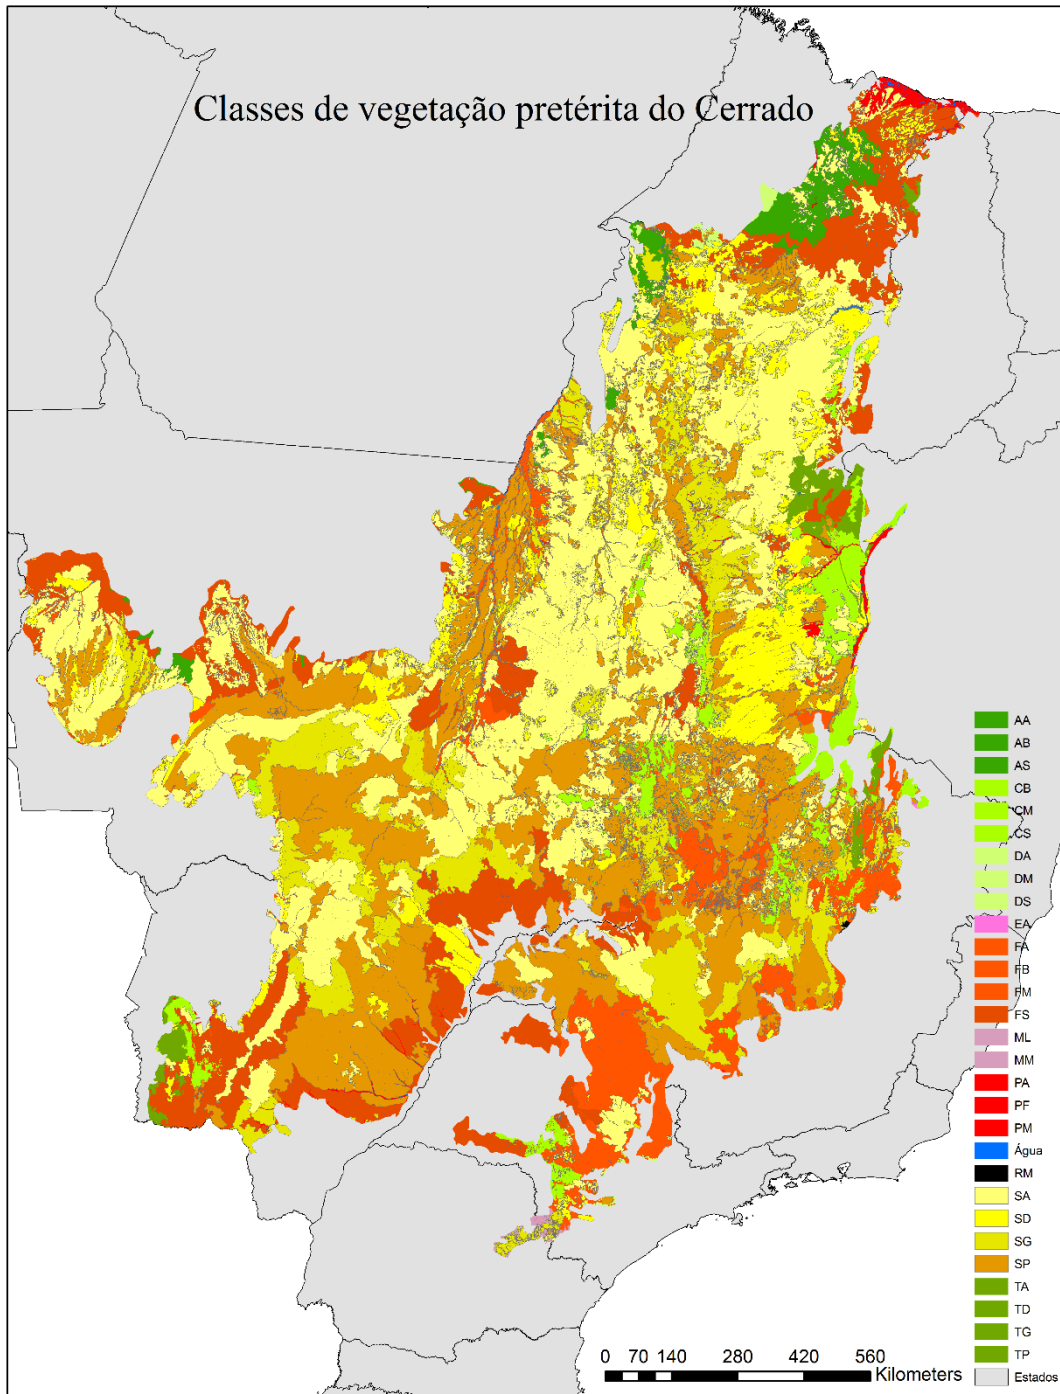 Classes de vegetação pretérita do Cerrado
AA
AB
AS
CB
CM
CS
DA
DM
DS
EA
FA
FB
FM
FS
ML
MM
PA
PF
PM
Água
RM
SA
SD
SG
SP
TA
TD
TG
TP
Estados
0 70 140 280 420 560
Kilometers